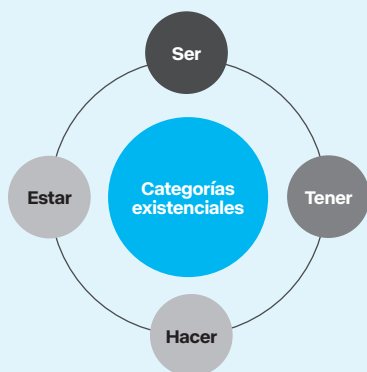 Ser
Estar
Categorías
existenciales
Tener
Hacer